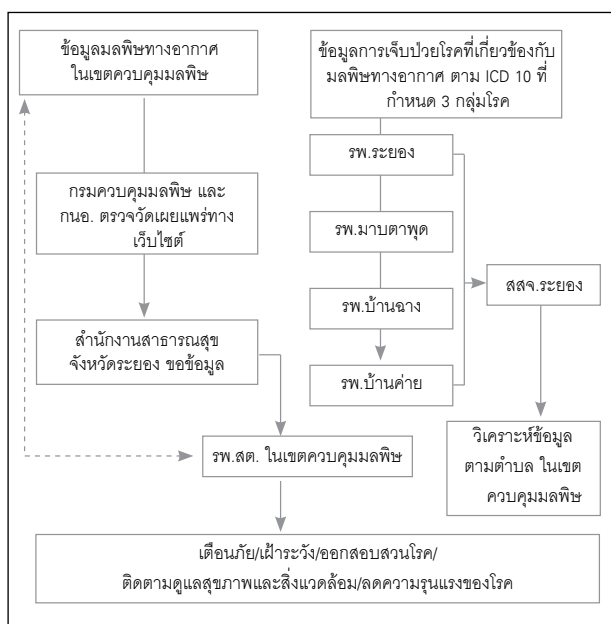 ข้อมูลมลพิษทางอากาศ
ในเขตควบคุมมลพิษ
ข้อมูลการเจ็บป่วยโรคที่เกี่ยวข้องกับ
มลพิษทางอากาศ ตาม ICD 10 ที่
กำหนด 3 กลุ่มโรค
รพ.ระยอง
กรมควบคุมมลพิษ และ
กนอ. ตรวจวัดเผยแพร่ทาง
เว็บไซต์
รพ.มาบตาพุด
สสจ.ระยอง
รพ.บ้านฉาง
สำนักงานสาธารณสุข
จังหวัดระยอง ขอข้อมูล
รพ.บ้านค่าย
รพ.สต. ในเขตควบคุมมลพิษ
วิเคราะห์ข้อมูล
ตามตำบล ในเขต
ควบคุมมลพิษ
เตือนภัย/เฝ้าระวัง/ออกสอบสวนโรค/
ติดตามดูแลสุขภาพและสิ่งแวดล้อม/ลดความรุนแรงของโรค